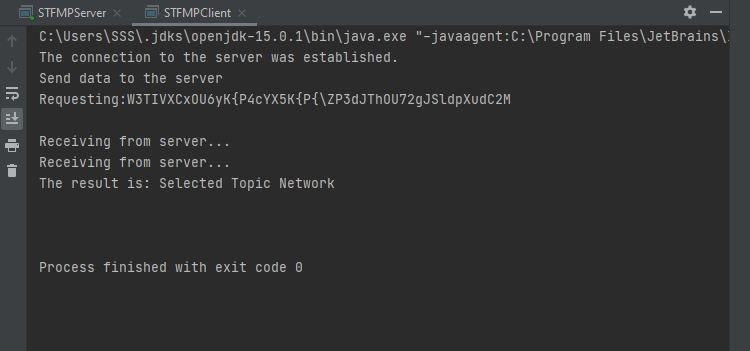 STFMPServer
STFMPClient
C:\Users\SSS\.jdks\openjdk-15.0.1\bin\java.exe "-javaagent:C:\Program Files\JetBrains\
The connection to the server was established.
Send data to the server
Requesting:W3TIVXCxOU6yK{P4cYX5K{P{\ZP3dJThOU72gJSldpXudC2M
Receiving from server...
Receiving from server...
The result is: Selected Topic Network
Process finished with exit code 0